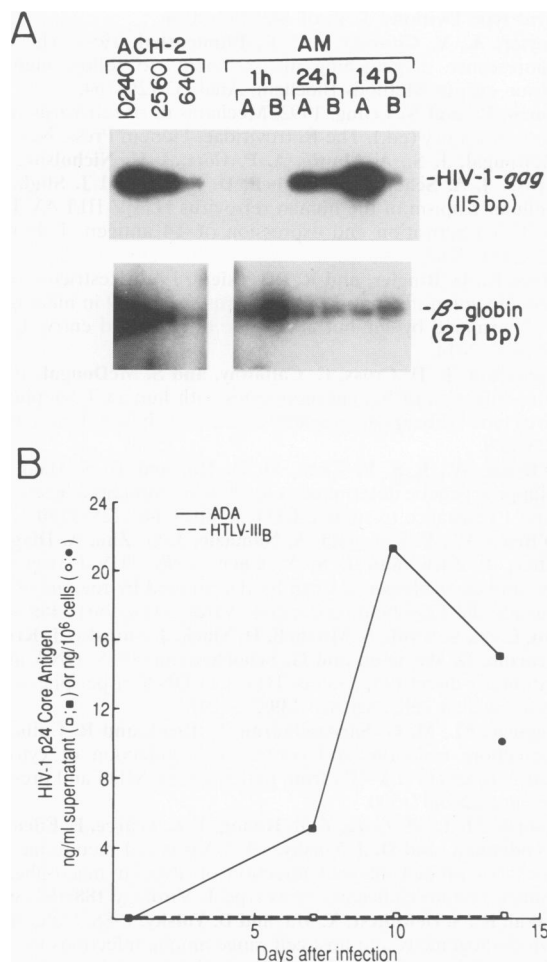 A
ACH-2
AM
10240
2560
640
1h
24h
14D
A B A B A B
-HIV-1-gag
(115 bp)
-β-globin
(271 bp)
B
24
20
16
12
8
4
HIV-1 p24 Core Antigen
ng/ml supernatant (□;■) or ng/10⁶ cells (○;●)
ADA
HTLV-IIIB
5
10
15
Days after infection